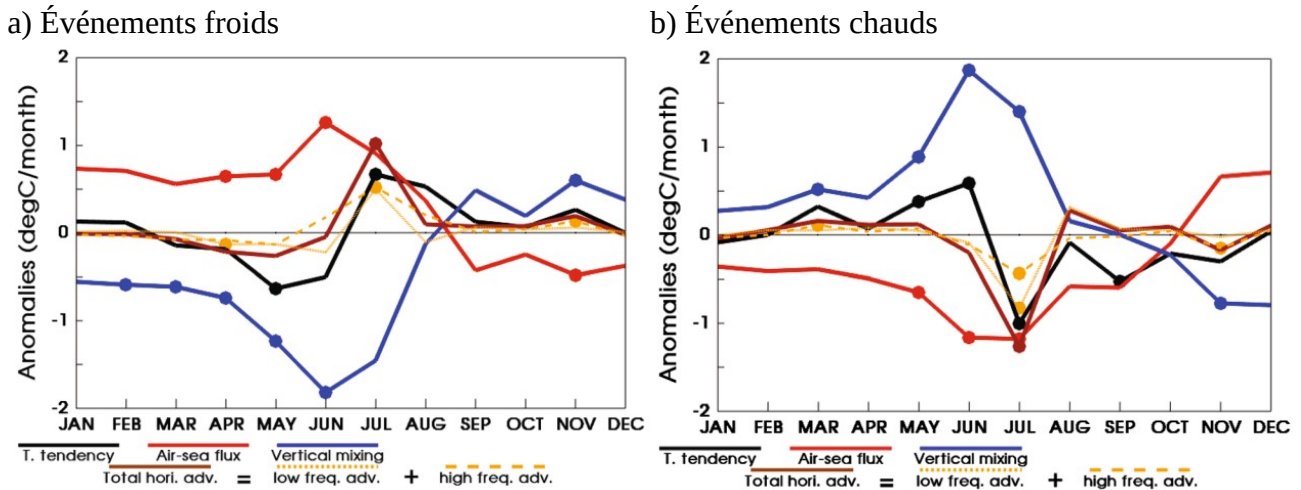 a) Événements froids
b) Événements chauds
Anomalies (degC/month)
2
1
0
-1
-2
JAN FEB MAR APR MAY JUN JUL AUG SEP OCT NOV DEC
T. tendency Air-sea flux Vertical mixing
Total hori. adv. = low freq. adv. + high freq. adv.
Anomalies (degC/month)
2
1
0
-1
-2
JAN FEB MAR APR MAY JUN JUL AUG SEP OCT NOV DEC
T. tendency Air-sea flux Vertical mixing
Total hori. adv. = low freq. adv. + high freq. adv.